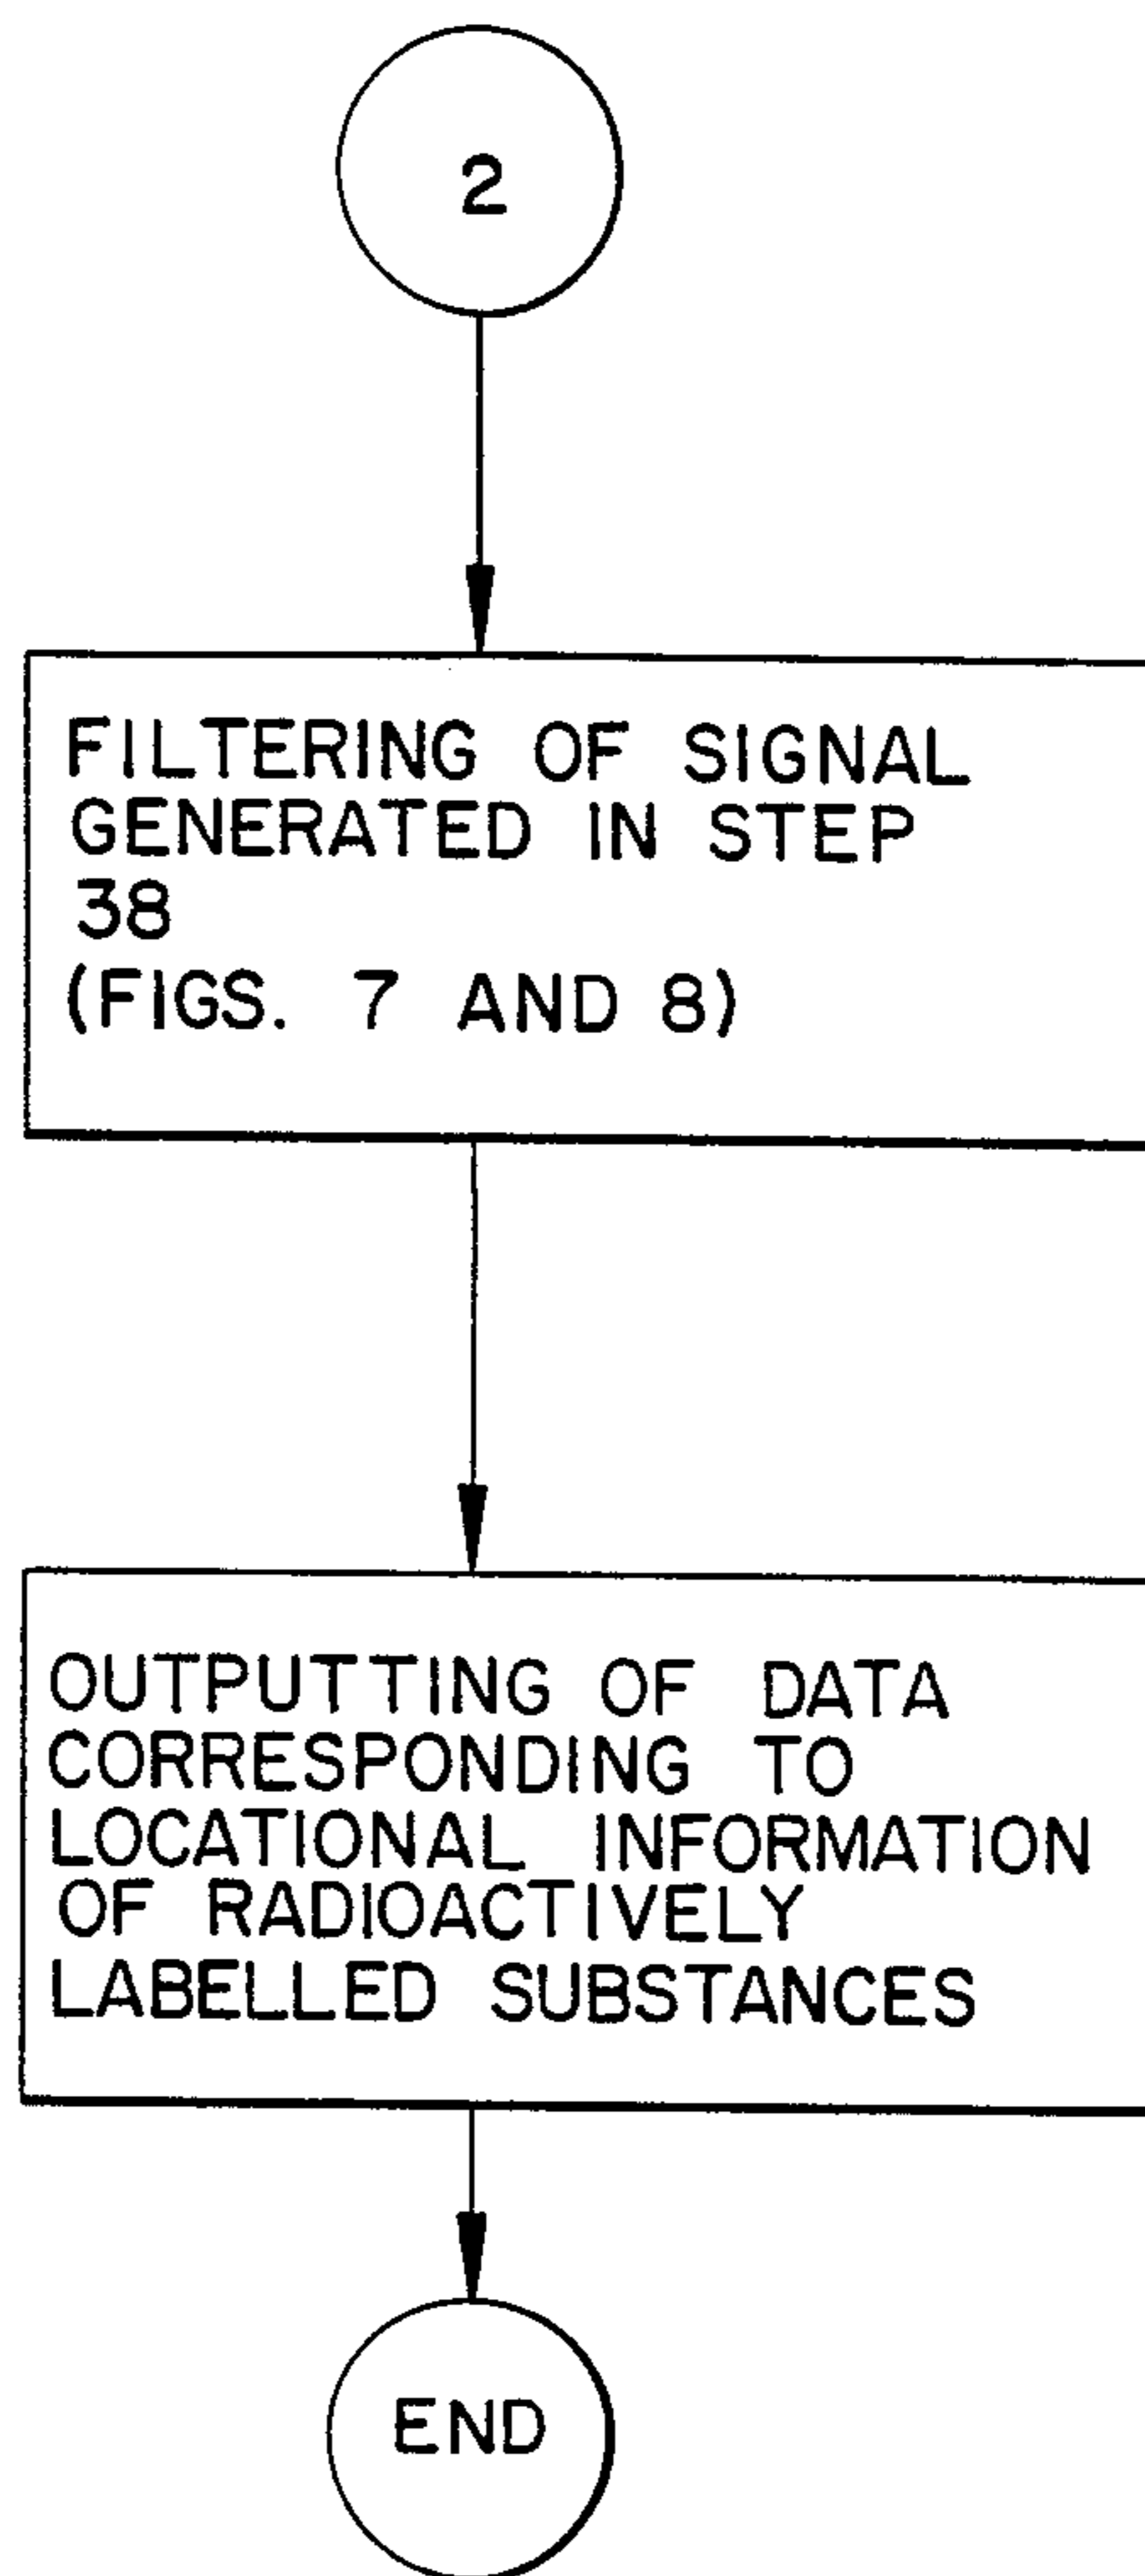 2
FILTERING OF SIGNAL
GENERATED IN STEP
38
(FIGS. 7 AND 8)
OUTPUTTING OF DATA
CORRESPONDING TO
LOCATIONAL INFORMATION
OF RADIOACTIVELY
LABELLED SUBSTANCES
END